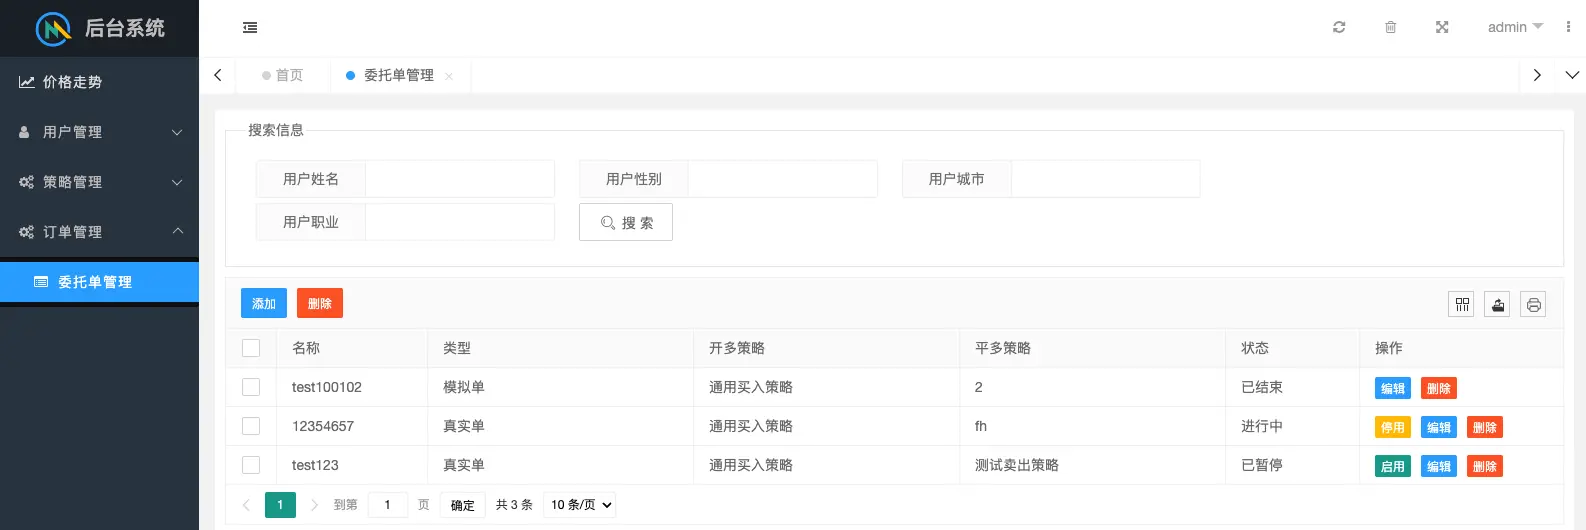 后台系统
admin
价格走势
用户管理
策略管理
订单管理
委托单管理
首页
委托单管理
搜索信息
用户姓名 用户性别 用户城市
用户职业 搜 索
添加 删除
名称 类型 开多策略 平多策略 状态 操作
test100102 模拟单 通用买入策略 2 已结束 编辑 删除
12354657 真实单 通用买入策略 fh 进行中 停用 编辑 删除
test123 真实单 通用买入策略 测试卖出策略 已暂停 启用 编辑 删除
1 到第 1 页 确定 共 3 条 10 条/页